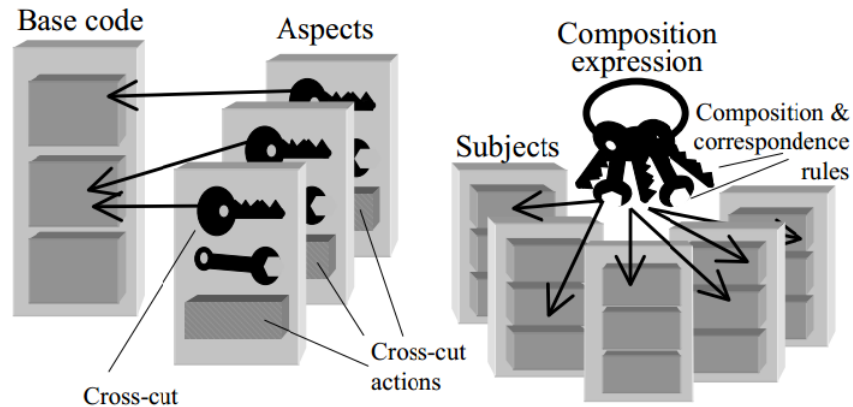 Base code
Aspects
Cross-cut
Cross-cut
actions
Composition
expression
Composition &
correspondence
rules
Subjects